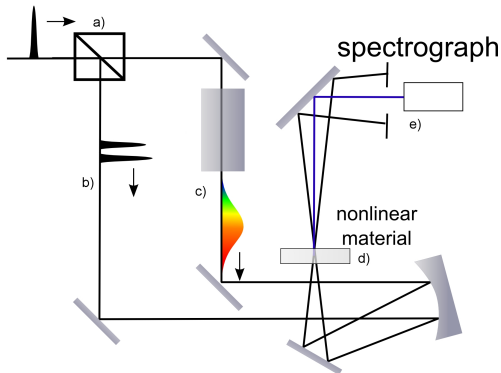 a)
spectrograph
e)
b)
c)
nonlinear
material
d)